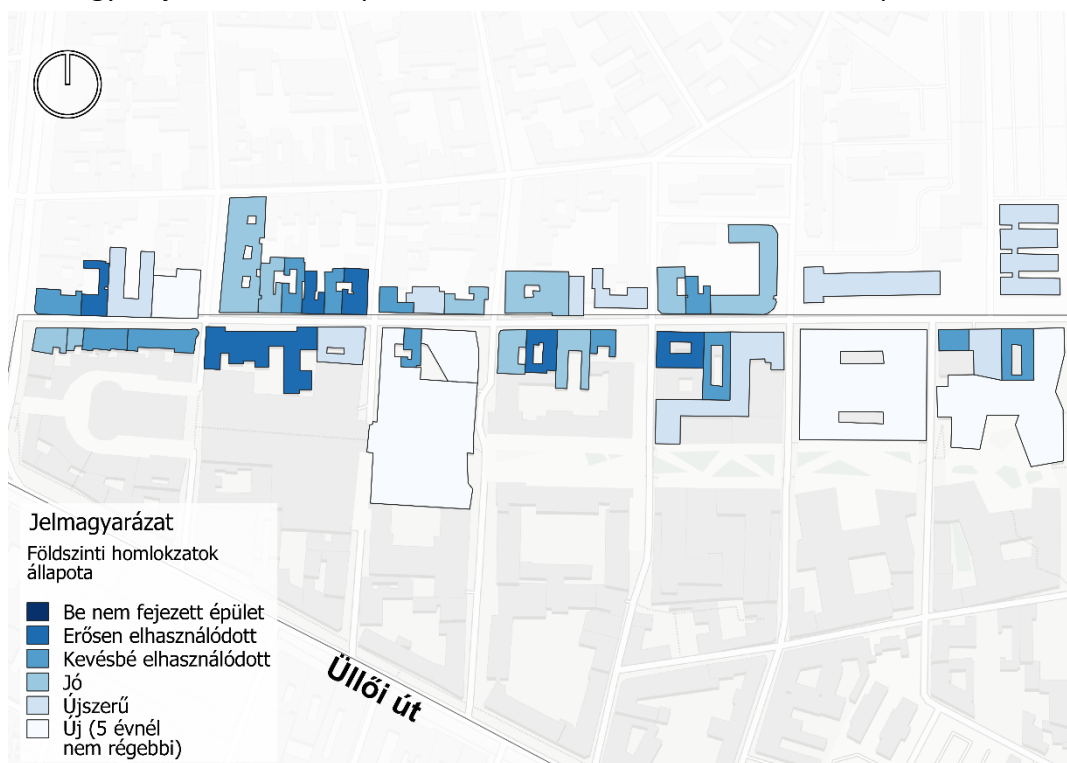 Jelmagyarázat
Földszinti homlokzatok
állapota
Be nem fejezett épület
Erősen elhasználódott
Kevésbé elhasználódott
Jó
Újszerű
Új (5 évnél
nem régebbi)
Üllői út